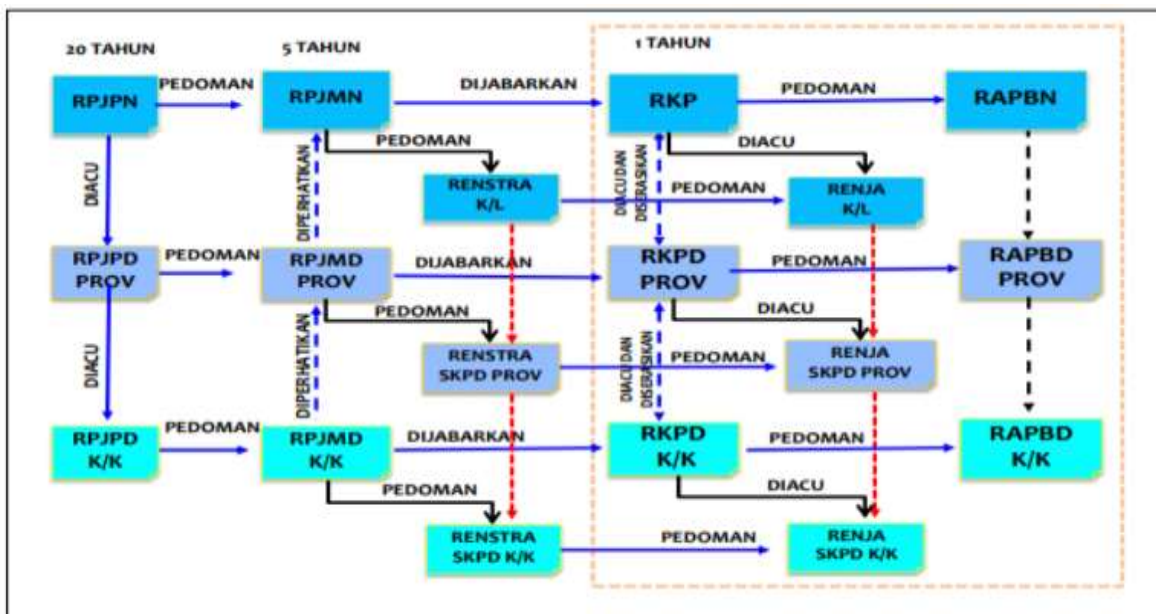 20 TAHUN
5 TAHUN
1 TAHUN
RPJPN
PEDOMAN
RPJMN
DIJABARKAN
RKP
PEDOMAN
RAPBN
DIACU
DIPERHATIKAN
PEDOMAN
RENSTRA
K/L
DIACU DAN
DISERASIKAN
PEDOMAN
DIACU
RENJA
K/L
RPJPD
PROV
PEDOMAN
RPJMD
PROV
DIJABARKAN
RKPD
PROV
PEDOMAN
RAPBD
PROV
DIACU
DIPERHATIKAN
PEDOMAN
RENSTRA
SKPD PROV
DIACU DAN
DISERASIKAN
PEDOMAN
DIACU
RENJA
SKPD PROV
RPJPD
K/K
PEDOMAN
RPJMD
K/K
DIJABARKAN
RKPD
K/K
PEDOMAN
RAPBD
K/K
PEDOMAN
RENSTRA
SKPD K/K
PEDOMAN
DIACU
RENJA
SKPD K/K